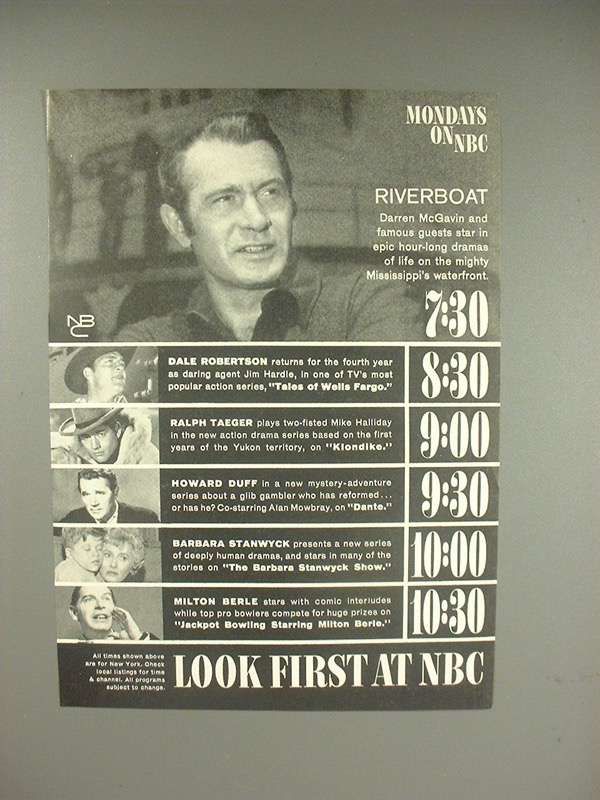 MONDAYS
ON
NBC
RIVERBOAT
Darren McGavin and
famous guests star in
epic hour-long dramas
of life on the mighty
Mississippi's waterfront.
7:30
NBC
DALE ROBERTSON returns for the fourth year
as daring agent Jim Hardie, in one of TV's most
popular action series, "Tales of Wells Fargo."
8:30
RALPH TAEGER plays two-fisted Mike Halliday
in the new action drama series based on the first
years of the Yukon territory, on "Klondike."
9:00
HOWARD DUFF in a new mystery-adventure
series about a glib gambler who has reformed...
or has he? Co-starring Alan Mowbray, on "Dante."
9:30
BARBARA STANWYCK presents a new series
of deeply human dramas, and stars in many of the
stories on "The Barbara Stanwyck Show."
10:00
MILTON BERLE stars with comic interludes
while top pro bowlers compete for huge prizes on
"Jackpot Bowling Starring Milton Berle."
10:30
All times shown above
are for New York. Check
local listings for time
& channel. All programs
subject to change.
LOOK FIRST AT NBC